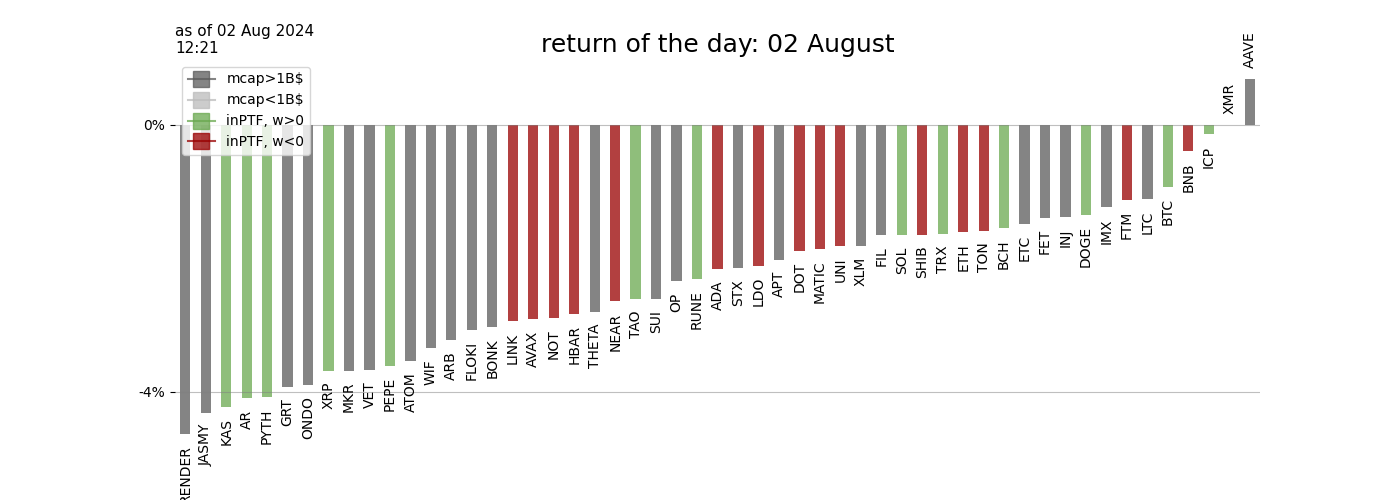 as of 02 Aug 2024
12:21
return of the day: 02 August
mcap>1B$
mcap<1B$
inPTF, w>0
inPTF, w<0
0%
-4%
RENDER
JASMY
KAS
AR
PYTH
GRT
ONDO
XRP
MKR
VET
PEPE
ATOM
WIF
ARB
FLOKI
BONK
LINK
AVAX
NOT
HBAR
THETA
NEAR
TAO
SUI
OP
RUNE
ADA
STX
LDO
APT
DOT
MATIC
UNI
XLM
FIL
SOL
SHIB
TRX
ETH
TON
BCH
ETC
FET
INJ
DOGE
IMX
FTM
LTC
BTC
BNB
ICP
XMR
AAVE